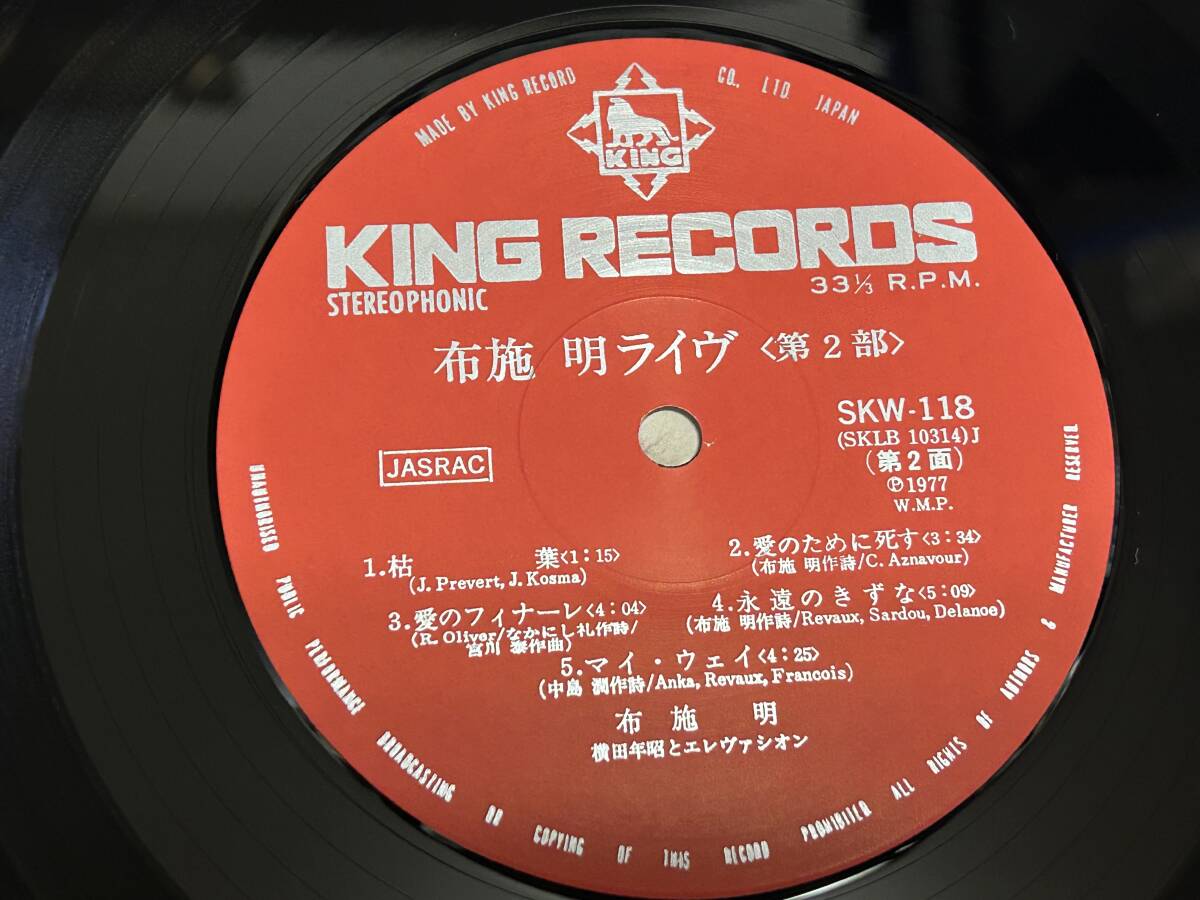 MADE BY KING RECORD CO., LTD. JAPAN
KING
KING RECORDS
STEREOPHONIC
33⅓ R.P.M.
布施 明ライヴ〈第2部〉
SKW-118
(SKLB 10314)J
(第2面)
Ⓟ1977
W.M.P.
JASRAC
1.枯 葉〈1:15〉
(J. Prevert, J. Kosma)
2.愛のために死す〈3:34〉
(布施 明作詩/C. Aznavour)
3.愛のフィナーレ〈4:04〉
(R. Oliver/なかにし礼作詩/
宮川 泰作曲)
4.永遠のきずな〈5:09〉
(布施 明作詩/Revaux, Sardou, Delanoe)
5.マイ・ウェイ〈4:25〉
(中島 潤作詩/Anka, Revaux, Francois)
布 施 明
横田年昭とエレヴァシオン
UNAUTHORISED PUBLIC PERFORMANCE BROADCASTING OR COPYING OF THIS RECORD PROHIBITED ALL RIGHTS OF AUTHORS & MANUFACTURER RESERVED